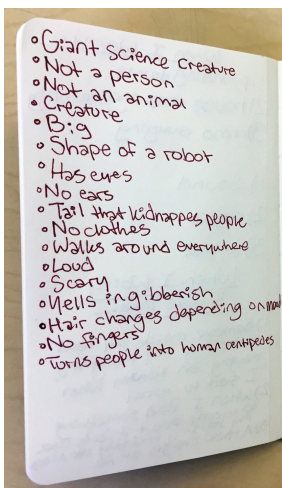 •Giant science creature
•Not a person
•Not an animal
•Creature
•Big
•Shape of a robot
•Has eyes
•No ears
•Tail that kidnappes people
•No clothes
•Walks around everywhere
•Loud
•Scary
•Yells in gibberish
•Hair changes depending on mood
•No fingers
•Turns people into human centipedes